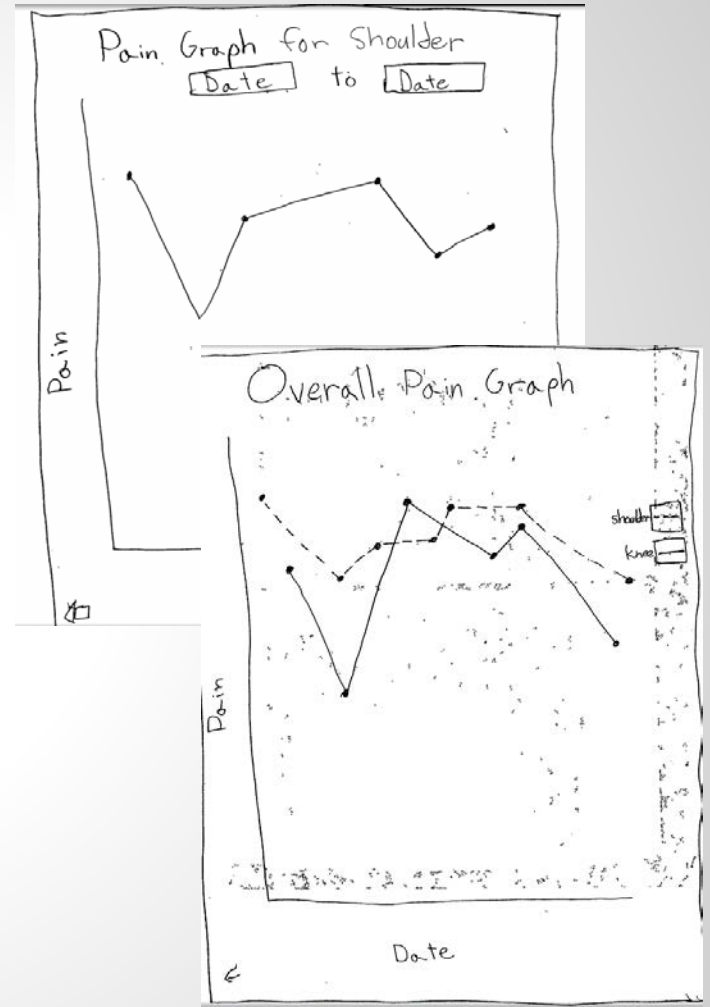 Pain Graph for Shoulder
Date to Date
Pain
Overall Pain Graph
shoulder
knee
Pain
Date